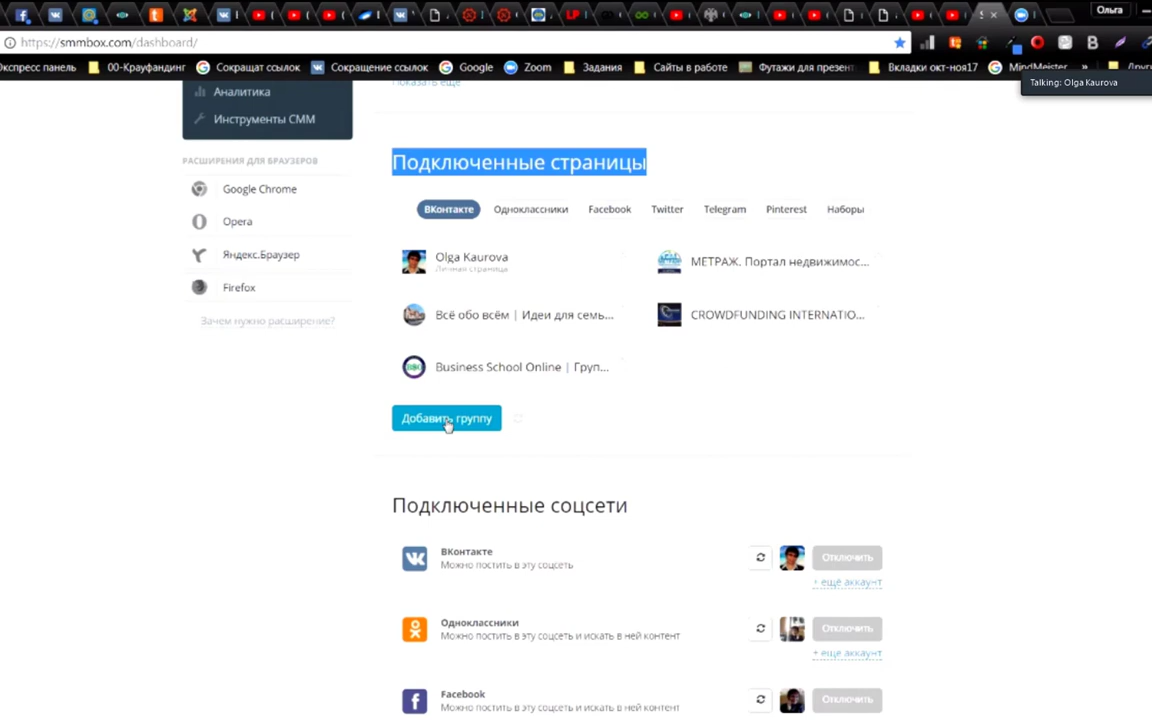 Ольга
https://smmbox.com/dashboard/
Экспресс панель
00-Крауфандинг
Сокращат ссылок
Сокращение ссылок
Google
Zoom
Задания
Сайты в работе
Футажи для презент
Вкладки окт-ноя17
MindMeister
»
Talking: Olga Kaurova
Показать ещё
Аналитика
Инструменты СММ
РАСШИРЕНИЯ ДЛЯ БРАУЗЕРОВ
Google Chrome
Opera
Яндекс.Браузер
Firefox
Зачем нужно расширение?
Подключенные страницы
ВКонтакте
Одноклассники
Facebook
Twitter
Telegram
Pinterest
Наборы
Olga Kaurova
Личная страница
МЕТРАЖ. Портал недвижимос...
Всё обо всём | Идеи для семь...
CROWDFUNDING INTERNATIO...
Business School Online | Груп...
Добавить группу
Подключенные соцсети
ВКонтакте
Можно постить в эту соцсеть
Отключить
+ ещё аккаунт
Одноклассники
Можно постить в эту соцсеть и искать в ней контент
Отключить
+ ещё аккаунт
Facebook
Можно постить в эту соцсеть и искать в ней контент
Отключить